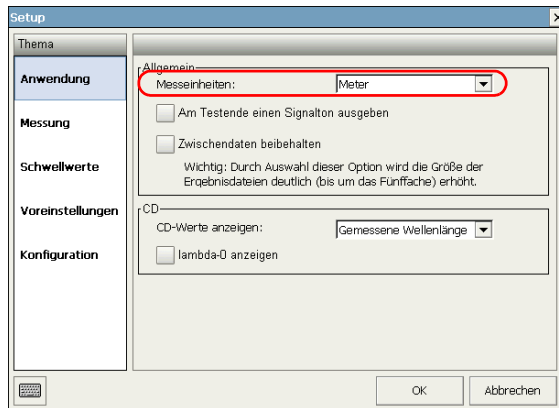 Setup
Thema
Anwendung
Messung
Schwellwerte
Voreinstellungen
Konfiguration
Allgemein
Messeinheiten: Meter
Am Testende einen Signalton ausgeben
Zwischendaten beibehalten
Wichtig: Durch Auswahl dieser Option wird die Größe der
Ergebnisdateien deutlich (bis um das Fünffache) erhöht.
CD
CD-Werte anzeigen: Gemessene Wellenlänge
lambda-0 anzeigen
OK Abbrechen